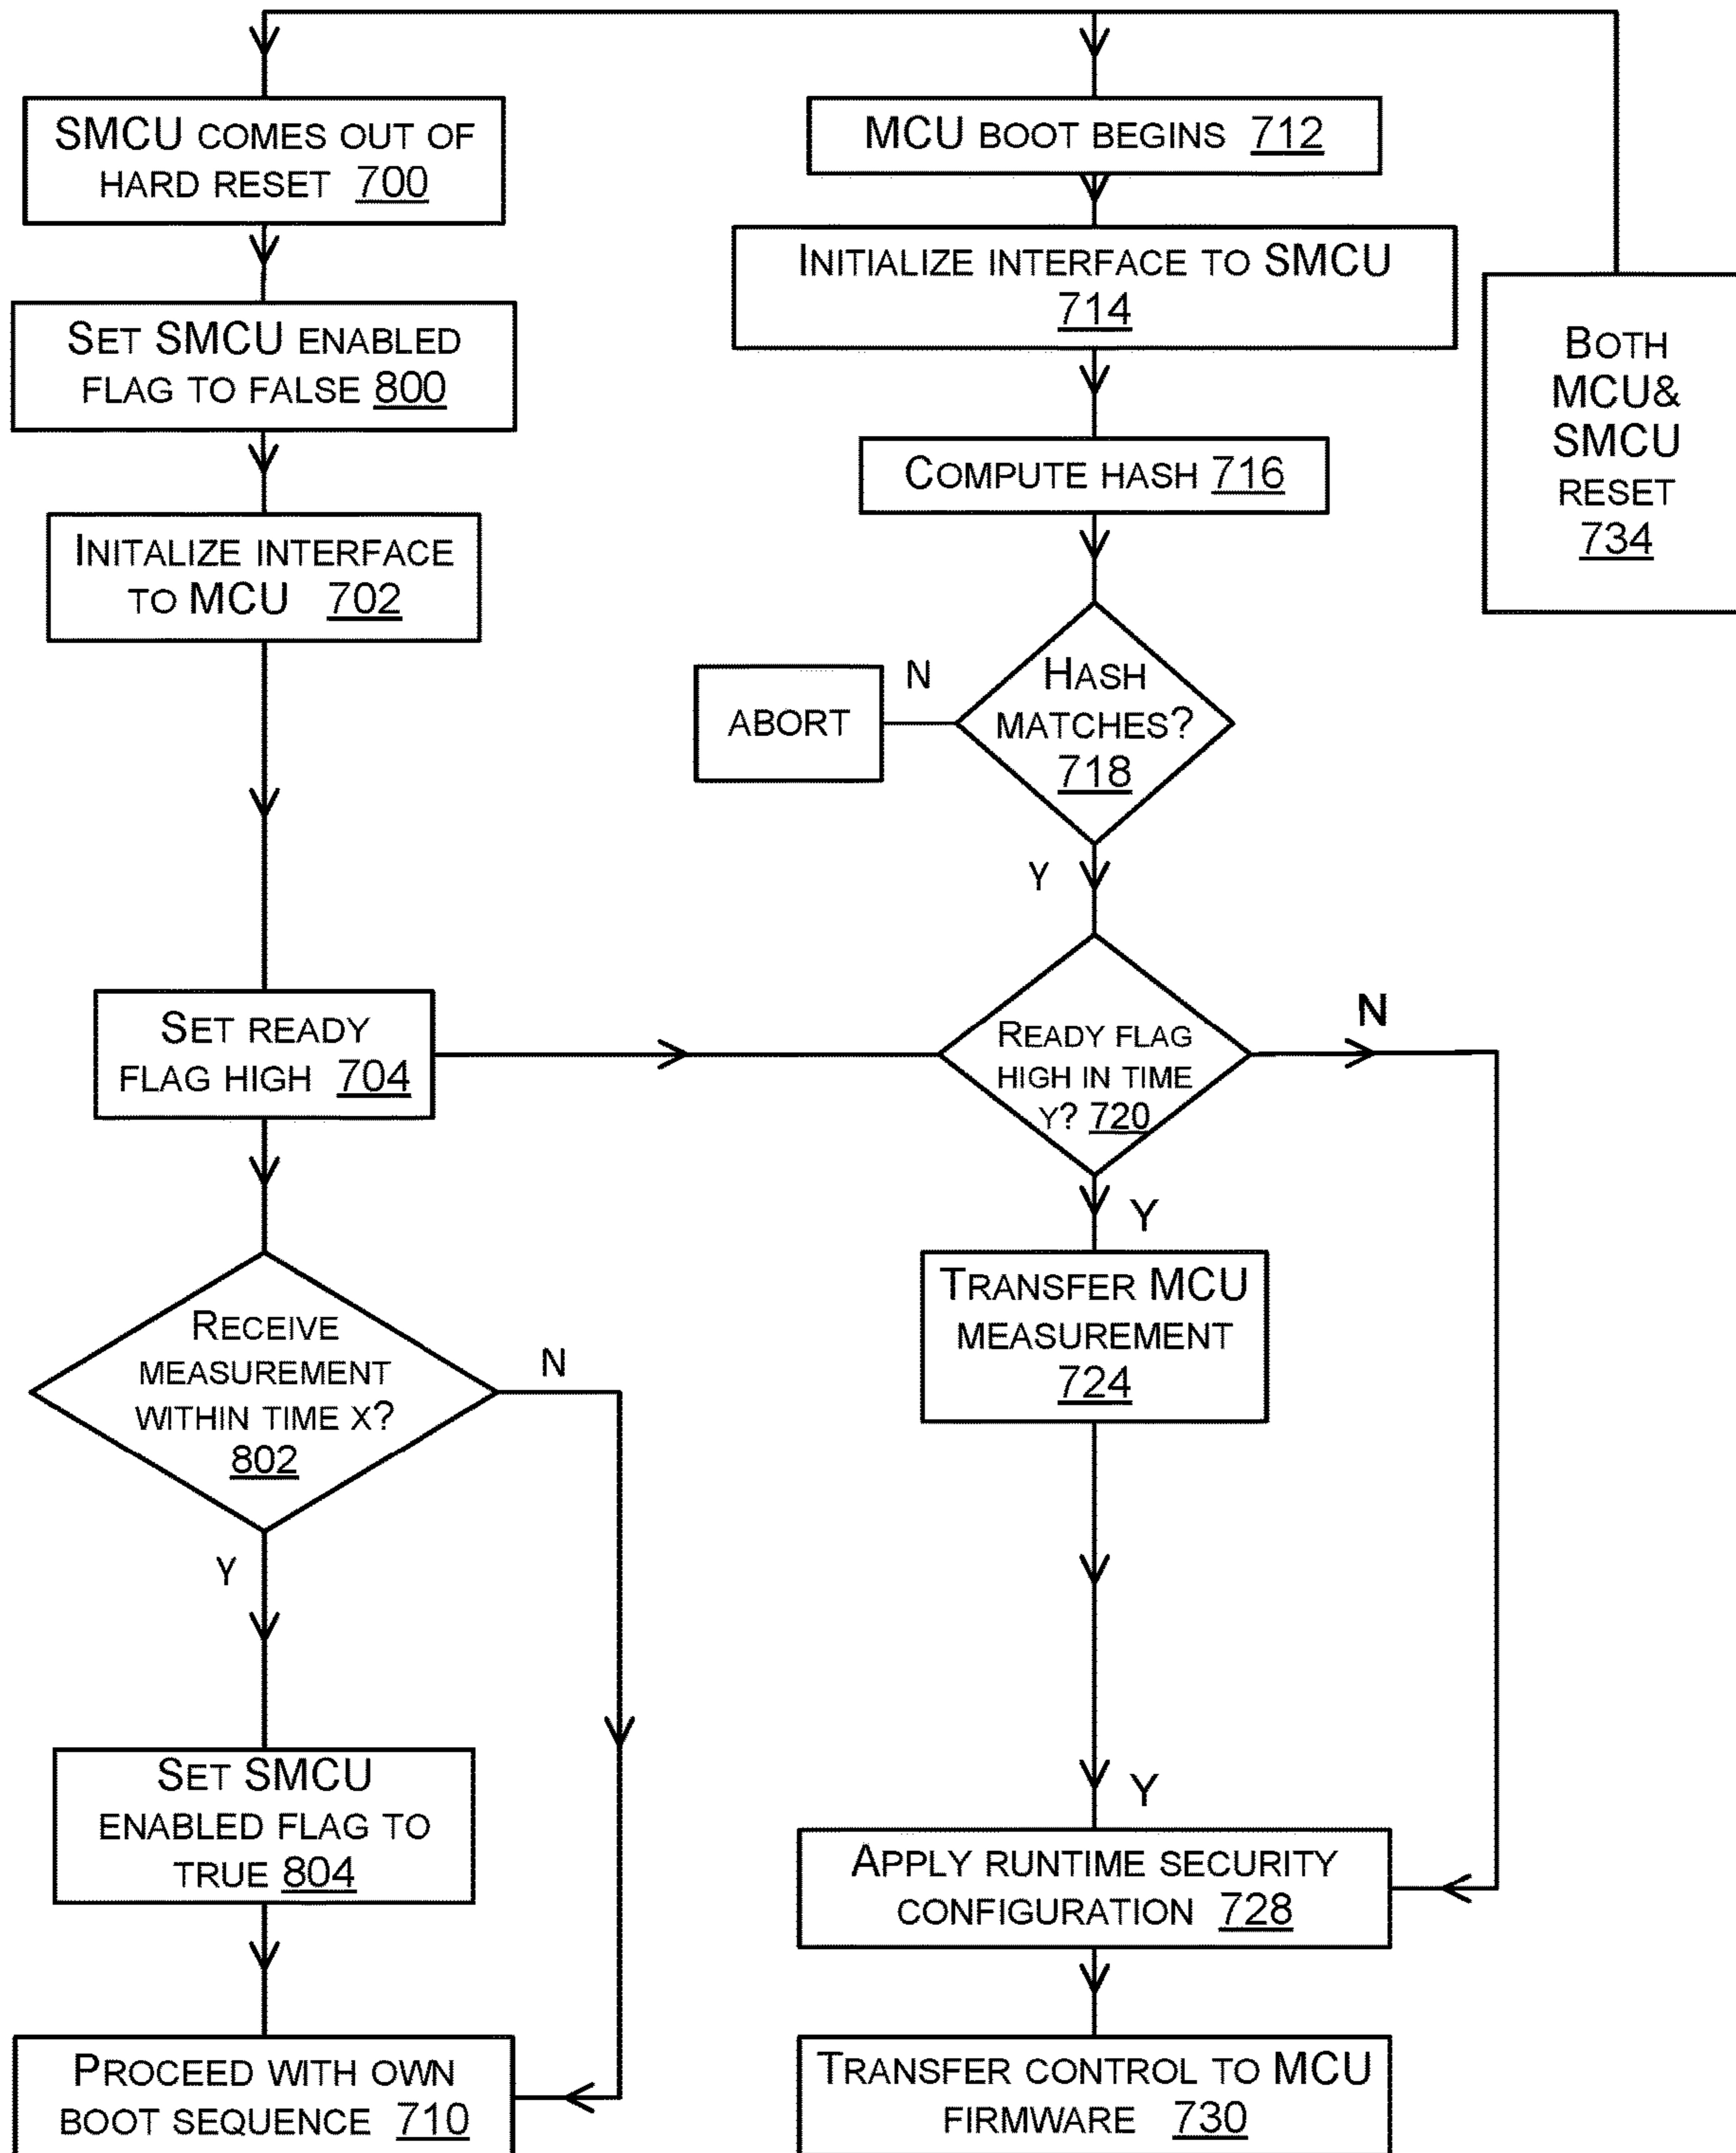 SMCU COMES OUT OF
HARD RESET 700
SET SMCU ENABLED
FLAG TO FALSE 800
INITALIZE INTERFACE
TO MCU 702
SET READY
FLAG HIGH 704
RECEIVE
MEASUREMENT
WITHIN TIME X?
802
N
Y
SET SMCU
ENABLED FLAG TO
TRUE 804
PROCEED WITH OWN
BOOT SEQUENCE 710
MCU BOOT BEGINS 712
INITIALIZE INTERFACE TO SMCU
714
COMPUTE HASH 716
HASH
MATCHES?
718
N
ABORT
Y
READY FLAG
HIGH IN TIME
Y? 720
N
Y
TRANSFER MCU
MEASUREMENT
724
Y
APPLY RUNTIME SECURITY
CONFIGURATION 728
TRANSFER CONTROL TO MCU
FIRMWARE 730
BOTH
MCU&
SMCU
RESET
734